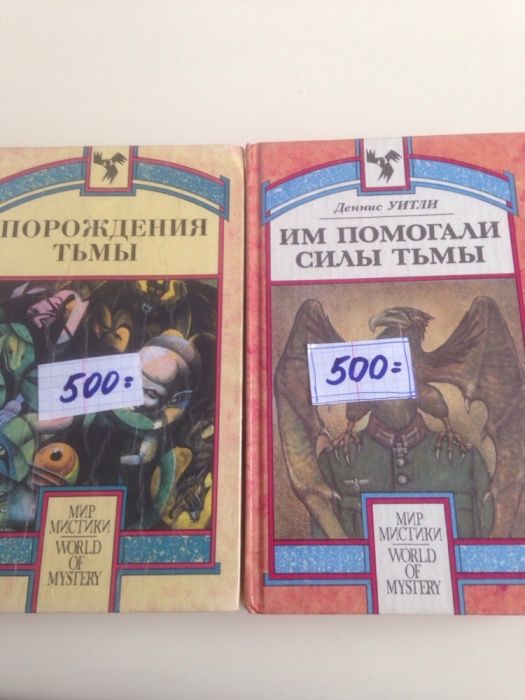 ПОРОЖДЕНИЯ
ТЬМЫ
500=
МИР
МИСТИКИ
WORLD
OF
MYSTERY
Деннис УИТЛИ
ИМ ПОМОГАЛИ
СИЛЫ ТЬМЫ
500=
МИР
МИСТИКИ
WORLD
OF
MYSTERY